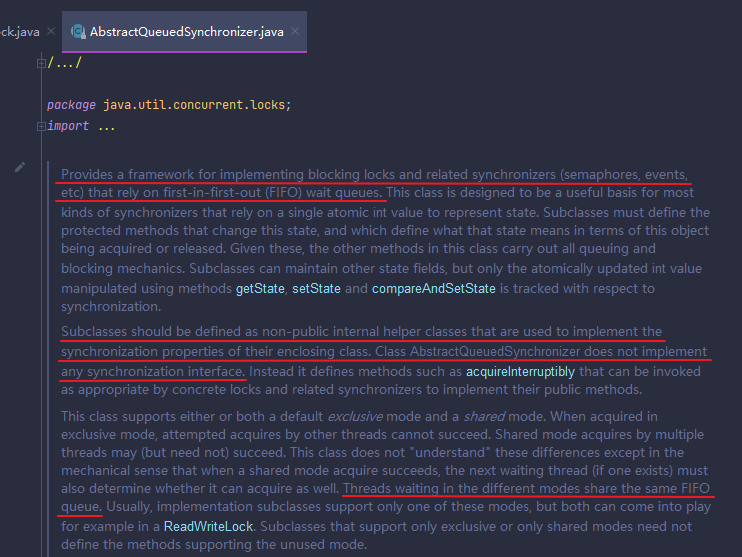 ck.java
AbstractQueuedSynchronizer.java
/.../
package java.util.concurrent.locks;
import ...
Provides a framework for implementing blocking locks and related synchronizers (semaphores, events,
etc) that rely on first-in-first-out (FIFO) wait queues. This class is designed to be a useful basis for most
kinds of synchronizers that rely on a single atomic int value to represent state. Subclasses must define the
protected methods that change this state, and which define what that state means in terms of this object
being acquired or released. Given these, the other methods in this class carry out all queuing and
blocking mechanics. Subclasses can maintain other state fields, but only the atomically updated int value
manipulated using methods getState, setState and compareAndSetState is tracked with respect to
synchronization.
Subclasses should be defined as non-public internal helper classes that are used to implement the
synchronization properties of their enclosing class. Class AbstractQueuedSynchronizer does not implement
any synchronization interface. Instead it defines methods such as acquireInterruptibly that can be invoked
as appropriate by concrete locks and related synchronizers to implement their public methods.
This class supports either or both a default exclusive mode and a shared mode. When acquired in
exclusive mode, attempted acquires by other threads cannot succeed. Shared mode acquires by multiple
threads may (but need not) succeed. This class does not "understand" these differences except in the
mechanical sense that when a shared mode acquire succeeds, the next waiting thread (if one exists) must
also determine whether it can acquire as well. Threads waiting in the different modes share the same FIFO
queue. Usually, implementation subclasses support only one of these modes, but both can come into play
for example in a ReadWriteLock. Subclasses that support only exclusive or only shared modes need not
define the methods supporting the unused mode.